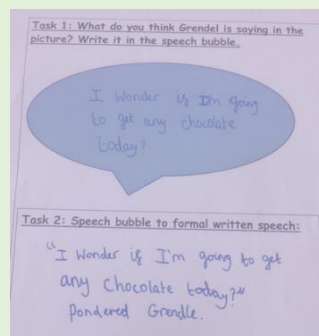 Task 1: What do you think Grendel is saying in the
picture? Write it in the speech bubble.
I wonder if I'm going
to get any chocolate
today?
Task 2: Speech bubble to formal written speech:
"I wonder if I'm going to get
any chocolate today?"
Pondered Grendle.